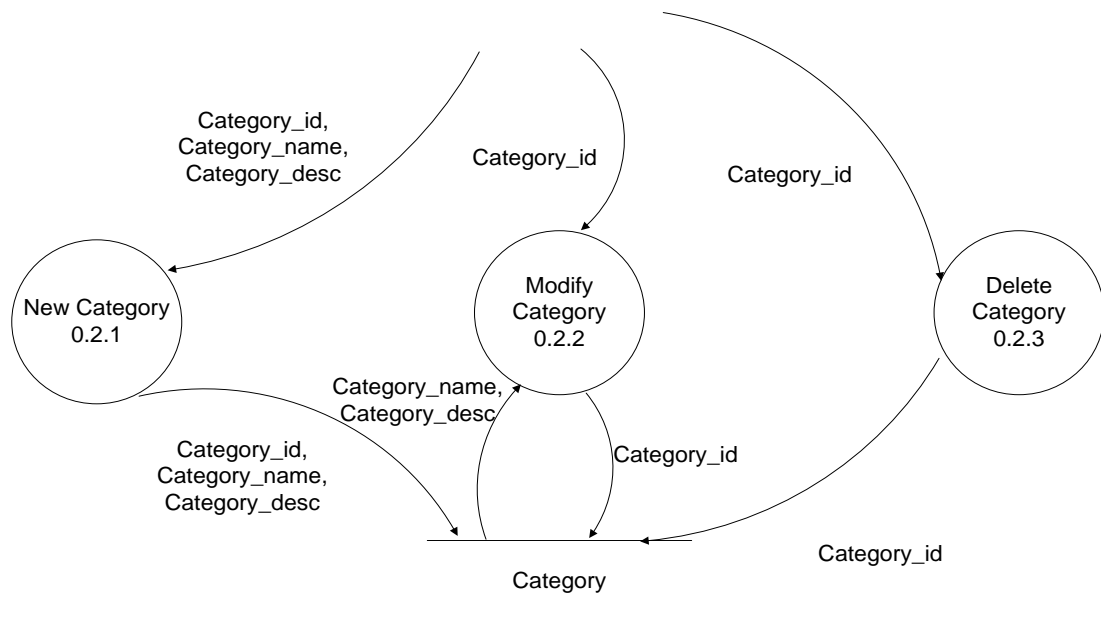 Category_id,
Category_name,
Category_desc
Category_id
Category_id
New Category
0.2.1
Modify
Category
0.2.2
Delete
Category
0.2.3
Category_name,
Category_desc
Category_id,
Category_name,
Category_desc
Category_id
Category_id
Category